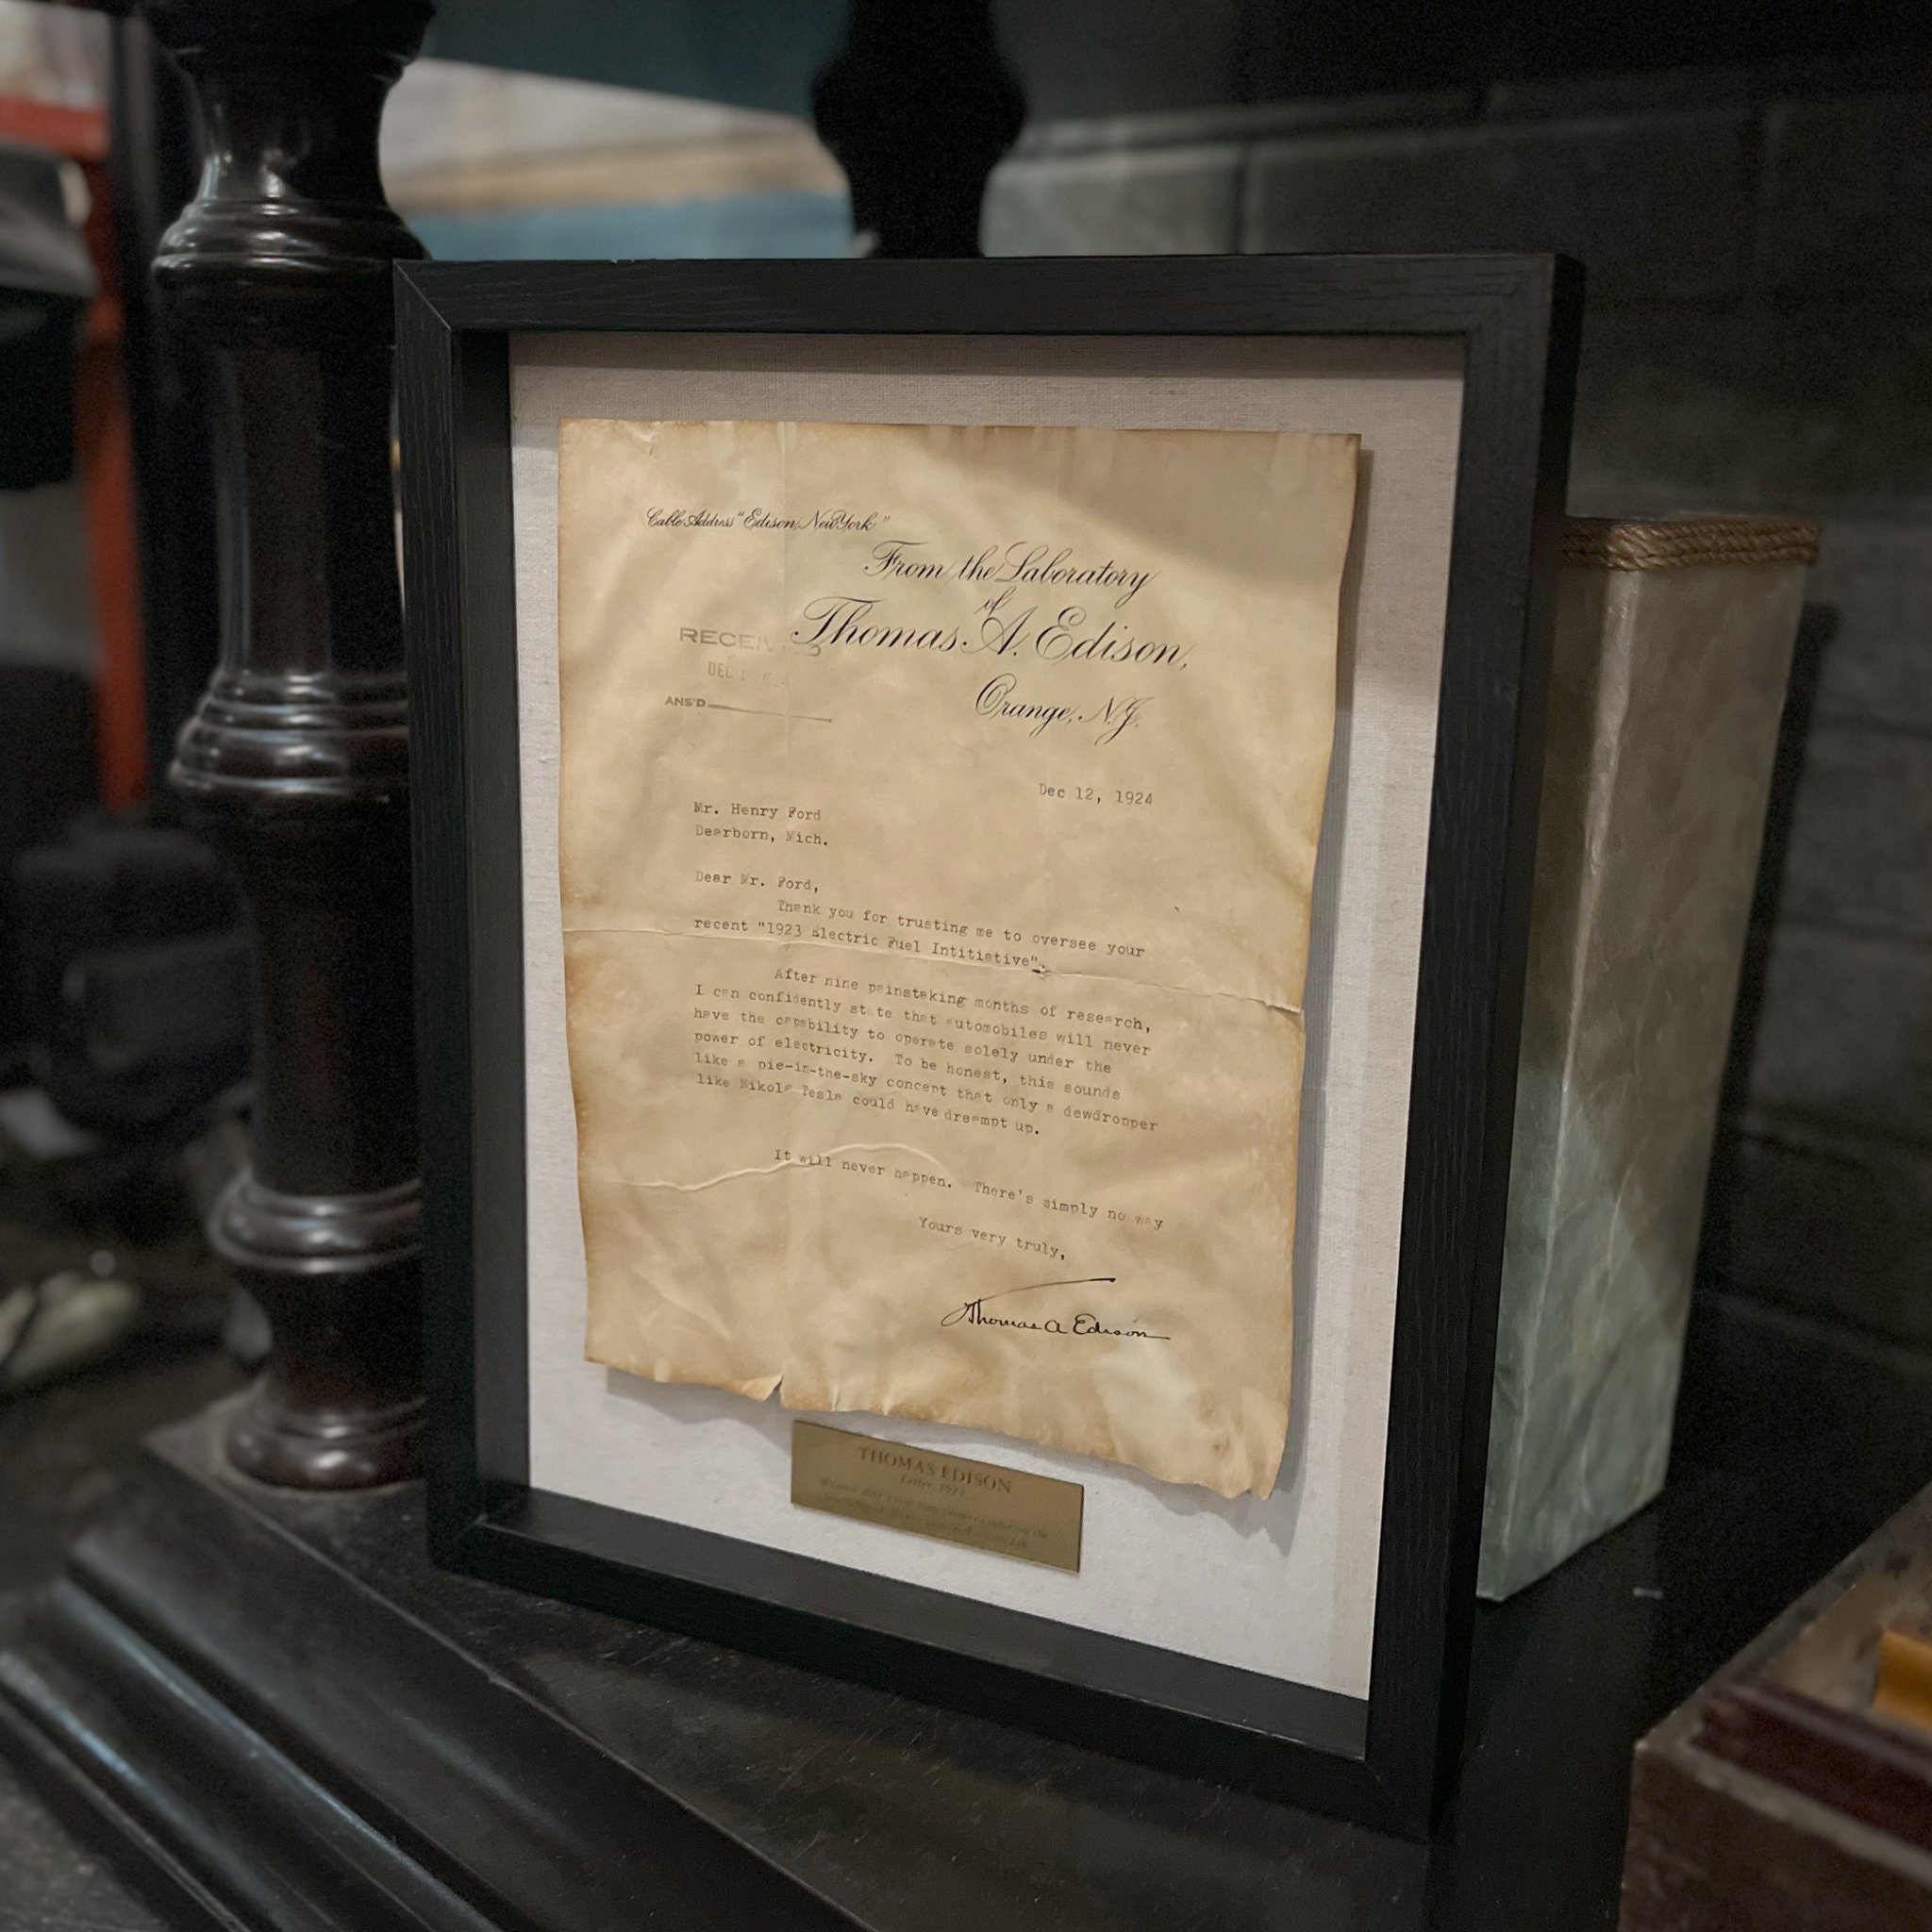 Cable Address "Edison, New York"
From the Laboratory
of
Thomas A. Edison,
Orange, N.J.
RECEIVED
DEC 1
ANS'D
Dec 12, 1924
Mr. Henry Ford
Dearborn, Mich.
Dear Mr. Ford,
Thank you for trusting me to oversee your
recent "1923 Electric Fuel Intitiative".
After nine painstaking months of research,
I can confidently state that automobiles will never
have the capability to operate solely under the
power of electricity. To be honest, this sounds
like a pie-in-the-sky concept that only a dewdropper
like Nikola Tesla could have dreampt up.
It will never happen. There's simply no way
Yours very truly,
Thomas A Edison
THOMAS EDISON
Letter,